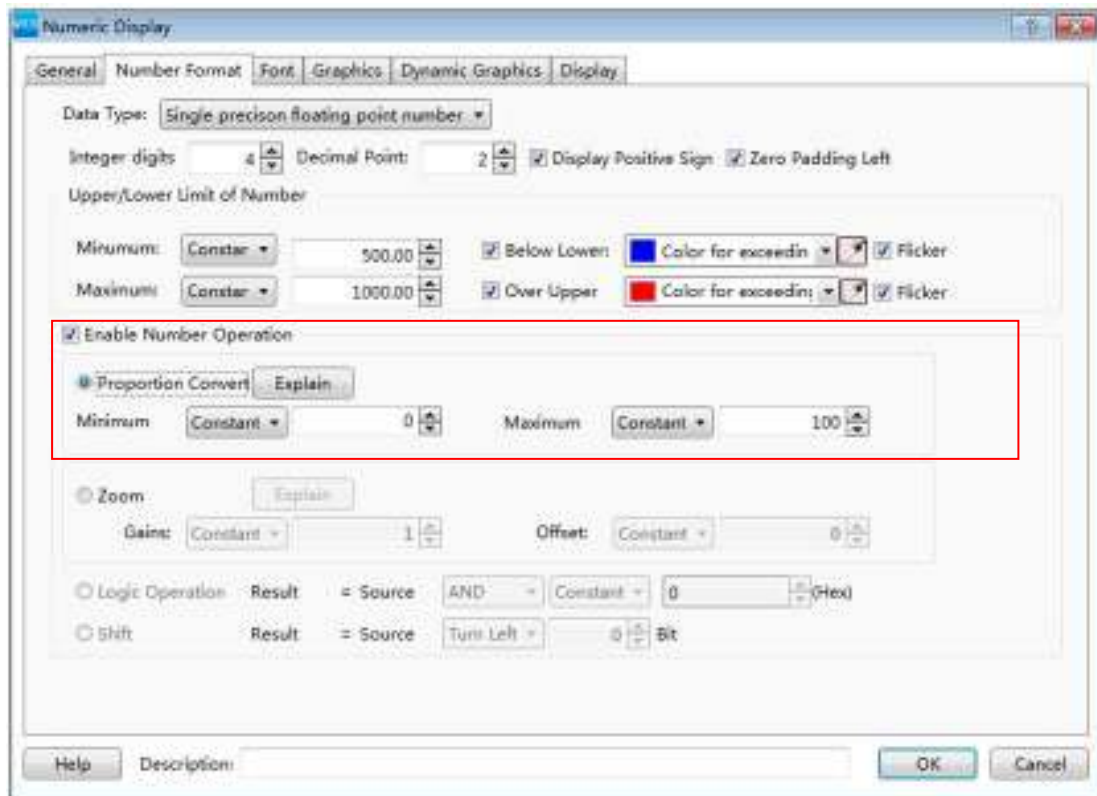 Numeric Display
General Number Format Font Graphics Dynamic Graphics Display
Data Type: Single precison floating point number
Integer digits 4 Decimal Point: 2 Display Positive Sign Zero Padding Left
Upper/Lower Limit of Number
Minumum: Constar 500.00 Below Lower: Color for exceedin Flicker
Maximum: Constar 1000.00 Over Upper Color for exceeding Flicker
Enable Number Operation
Proportion Convert Explain
Minimum Constant 0 Maximum Constant 100
Zoom Explain
Gains: Constant 1 Offset: Constant 0
Logic Operation Result = Source AND Constant 0 (Hex)
Shift Result = Source Turn Left 0 Bit
Help Description: OK Cancel